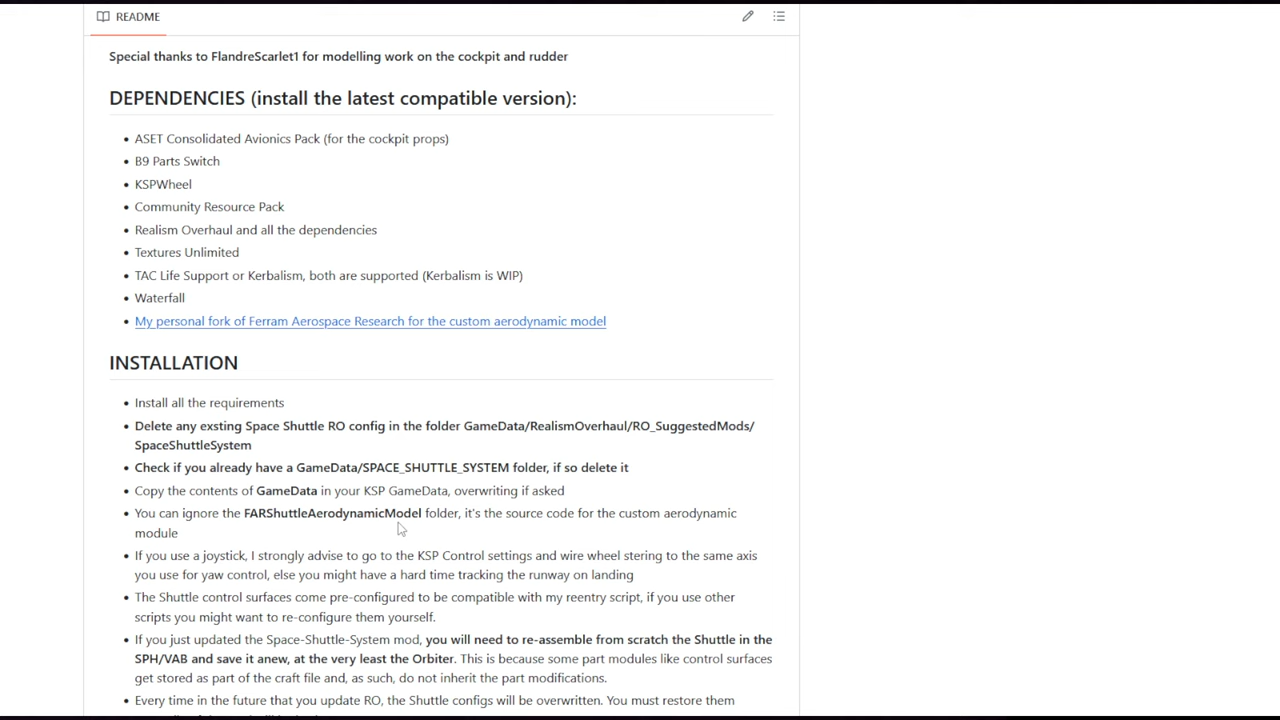 README
Special thanks to FlandreScarlet1 for modelling work on the cockpit and rudder
DEPENDENCIES (install the latest compatible version):
• ASET Consolidated Avionics Pack (for the cockpit props)
• B9 Parts Switch
• KSPWheel
• Community Resource Pack
• Realism Overhaul and all the dependencies
• Textures Unlimited
• TAC Life Support or Kerbalism, both are supported (Kerbalism is WIP)
• Waterfall
• My personal fork of Ferram Aerospace Research for the custom aerodynamic model
INSTALLATION
• Install all the requirements
• Delete any exsting Space Shuttle RO config in the folder GameData/RealismOverhaul/RO_SuggestedMods/
SpaceShuttleSystem
• Check if you already have a GameData/SPACE_SHUTTLE_SYSTEM folder, if so delete it
• Copy the contents of GameData in your KSP GameData, overwriting if asked
• You can ignore the FARShuttleAerodynamicModel folder, it's the source code for the custom aerodynamic
module
• If you use a joystick, I strongly advise to go to the KSP Control settings and wire wheel stering to the same axis
you use for yaw control, else you might have a hard time tracking the runway on landing
• The Shuttle control surfaces come pre-configured to be compatible with my reentry script, if you use other
scripts you might want to re-configure them yourself.
• If you just updated the Space-Shuttle-System mod, you will need to re-assemble from scratch the Shuttle in the
SPH/VAB and save it anew, at the very least the Orbiter. This is because some part modules like control surfaces
get stored as part of the craft file and, as such, do not inherit the part modifications.
• Every time in the future that you update RO, the Shuttle configs will be overwritten. You must restore them